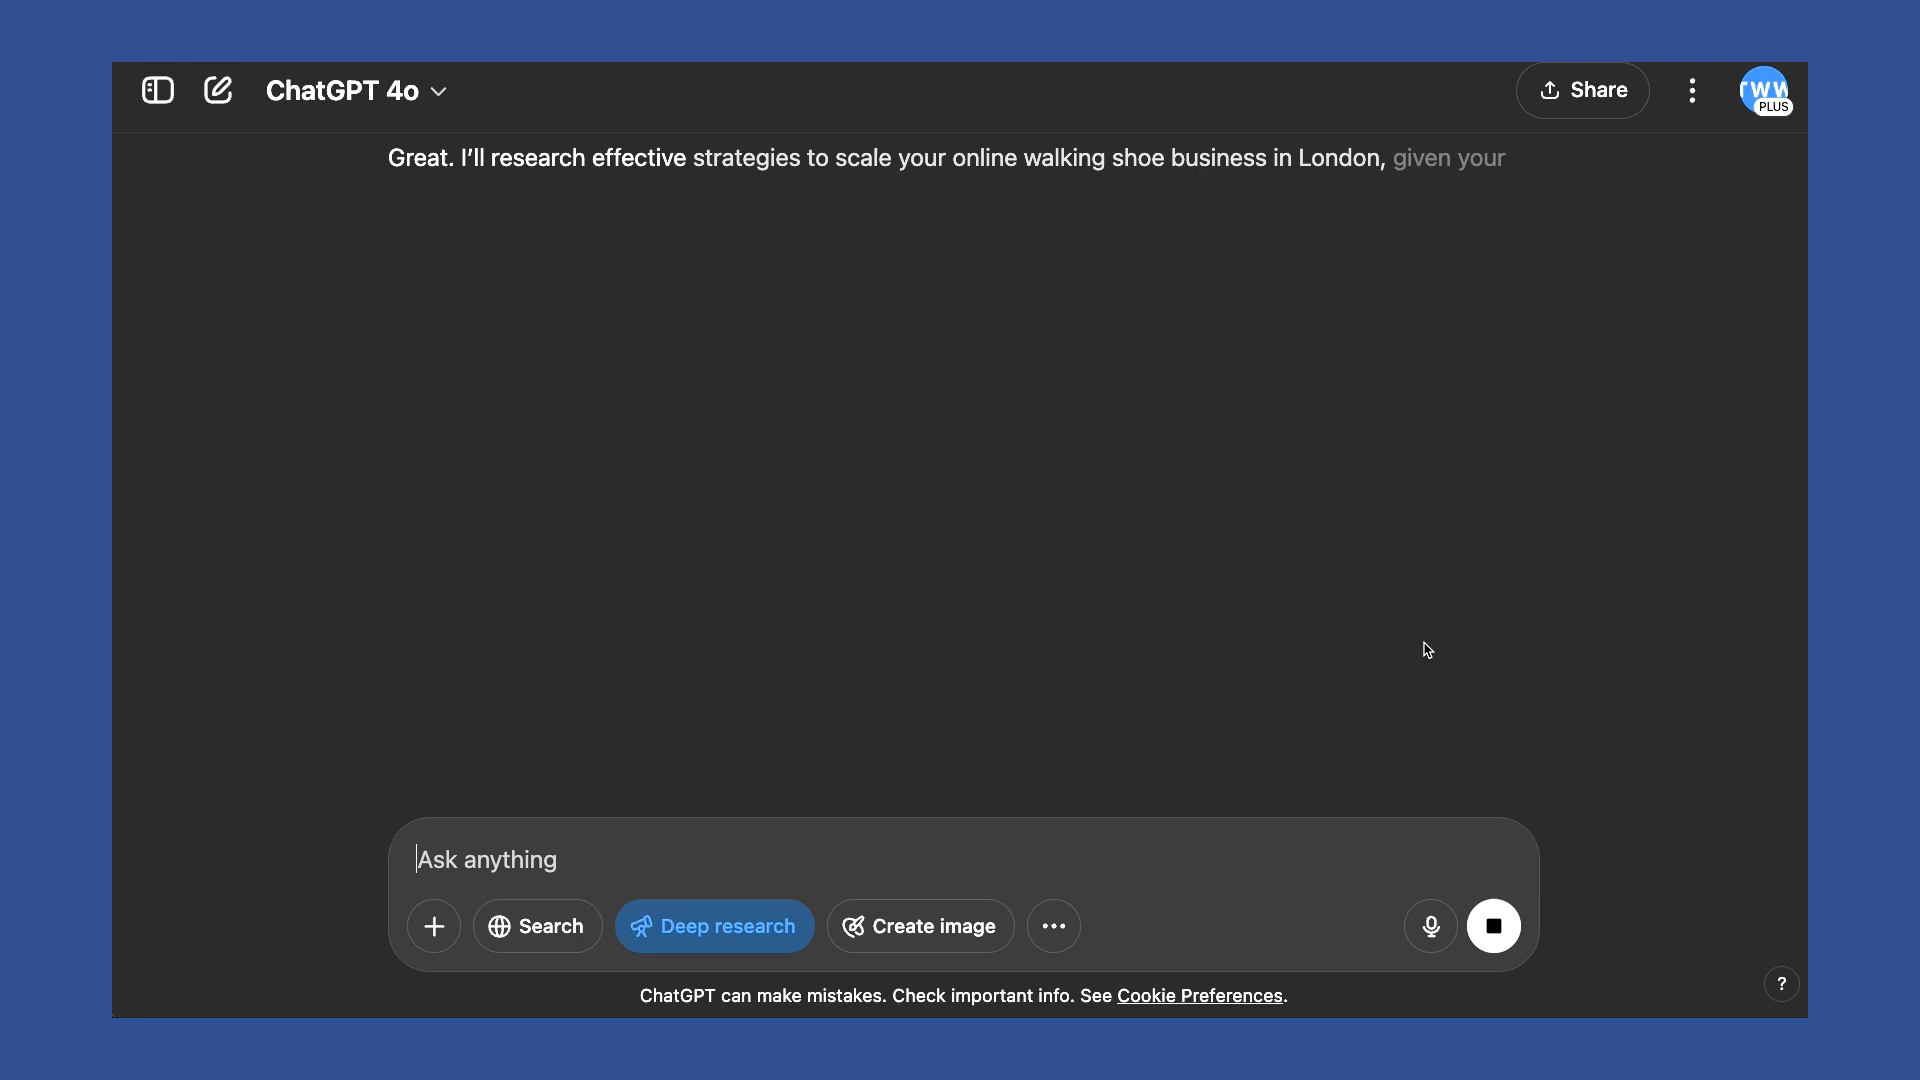 ChatGPT 4o
Share
TWW
PLUS
Great. I'll research effective strategies to scale your online walking shoe business in London, given your
Ask anything
Search
Deep research
Create image
ChatGPT can make mistakes. Check important info. See Cookie Preferences.
?